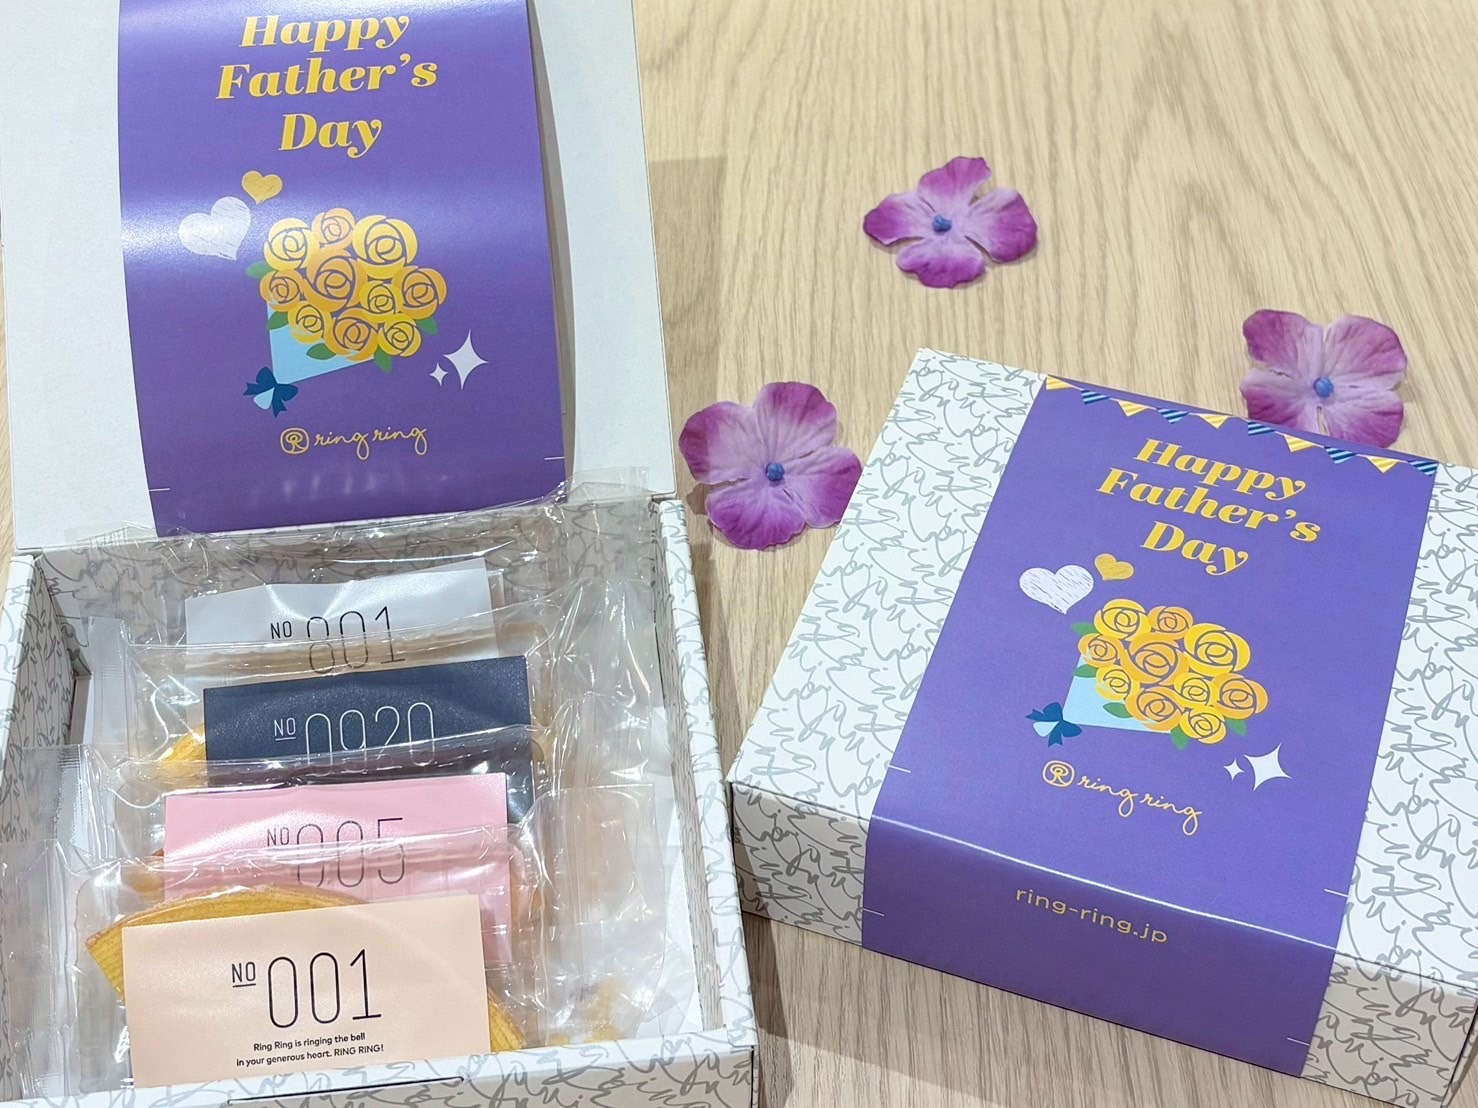 Happy
Father's
Day
ring ring
NO 001
NO 0920
NO 005
NO 001
Ring Ring is ringing the bell
in your generous heart. RING RING!
Happy
Father's
Day
ring ring
ring-ring.jp